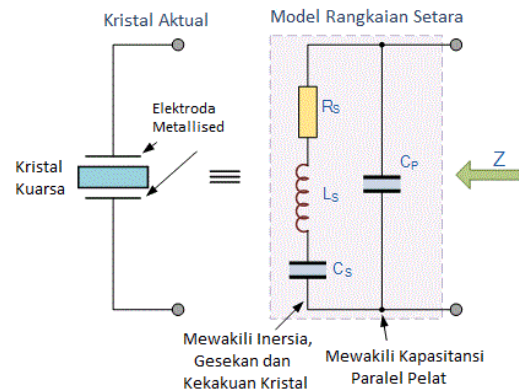 Kristal Aktual
Model Rangkaian Setara
Elektroda
Metallised
Kristal
Kuarsa
RS
LS
CS
CP
Z
Mewakili Inersia,
Gesekan dan
Kekakuan Kristal
Mewakili Kapasitansi
Paralel Pelat